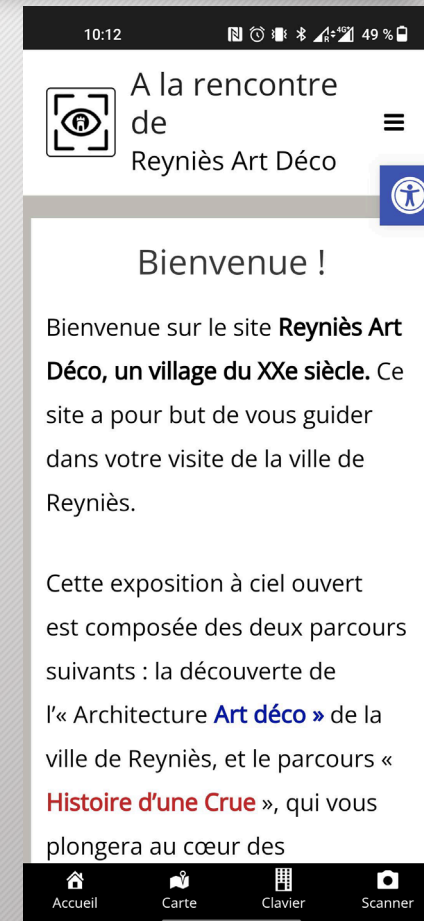 10:12 4G R 49 %
A la rencontre
de
Reyniès Art Déco
Bienvenue !
Bienvenue sur le site Reyniès Art
Déco, un village du XXe siècle. Ce
site a pour but de vous guider
dans votre visite de la ville de
Reyniès.
Cette exposition à ciel ouvert
est composée des deux parcours
suivants : la découverte de
l’« Architecture Art déco » de la
ville de Reyniès, et le parcours «
Histoire d’une Crue », qui vous
plongera au cœur des
Accueil Carte Clavier Scanner